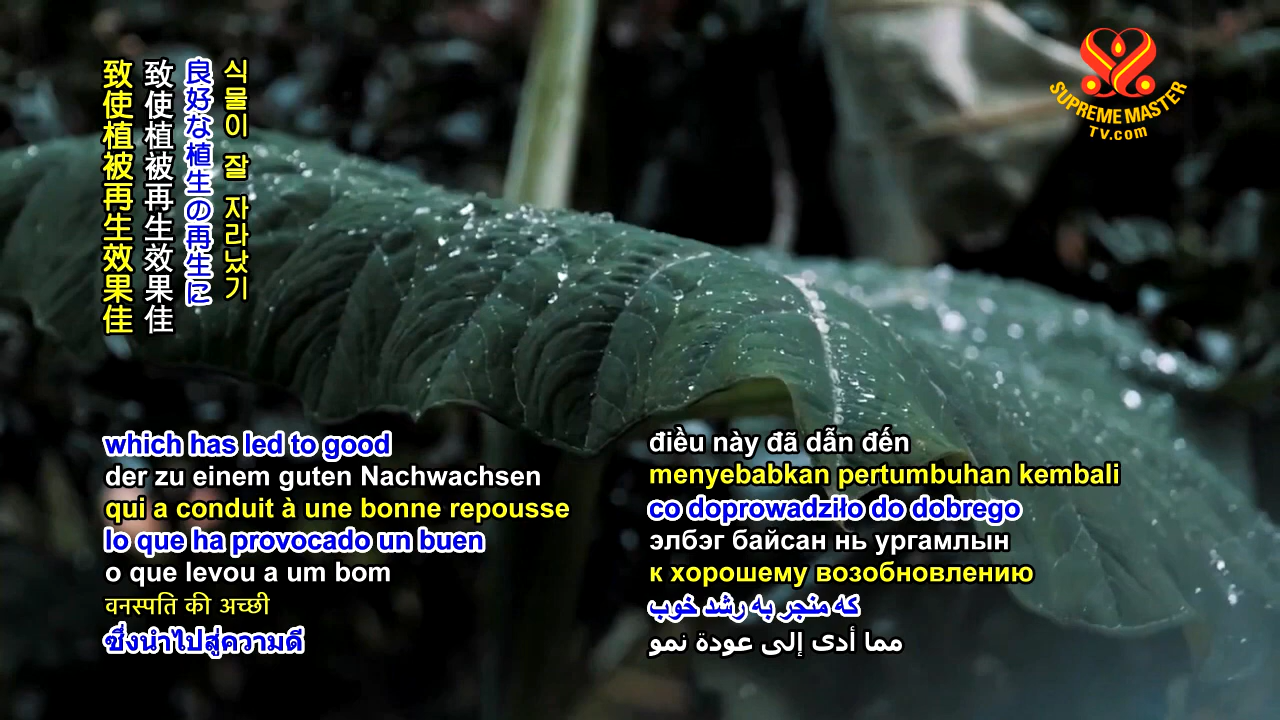 致使植被再生效果佳
致使植被再生效果佳
良好な植生の再生に
식물이 잘 자라났기
SUPREME MASTER
TV.com
which has led to good
der zu einem guten Nachwachsen
qui a conduit à une bonne repousse
lo que ha provocado un buen
o que levou a um bom
वनस्पति की अच्छी
ซึ่งนำไปสู่ความดี
điều này đã dẫn đến
menyebabkan pertumbuhan kembali
co doprowadziło do dobrego
элбэг байсан нь ургамлын
к хорошему возобновлению
که منجر به رشد خوب
مما أدى إلى عودة نمو